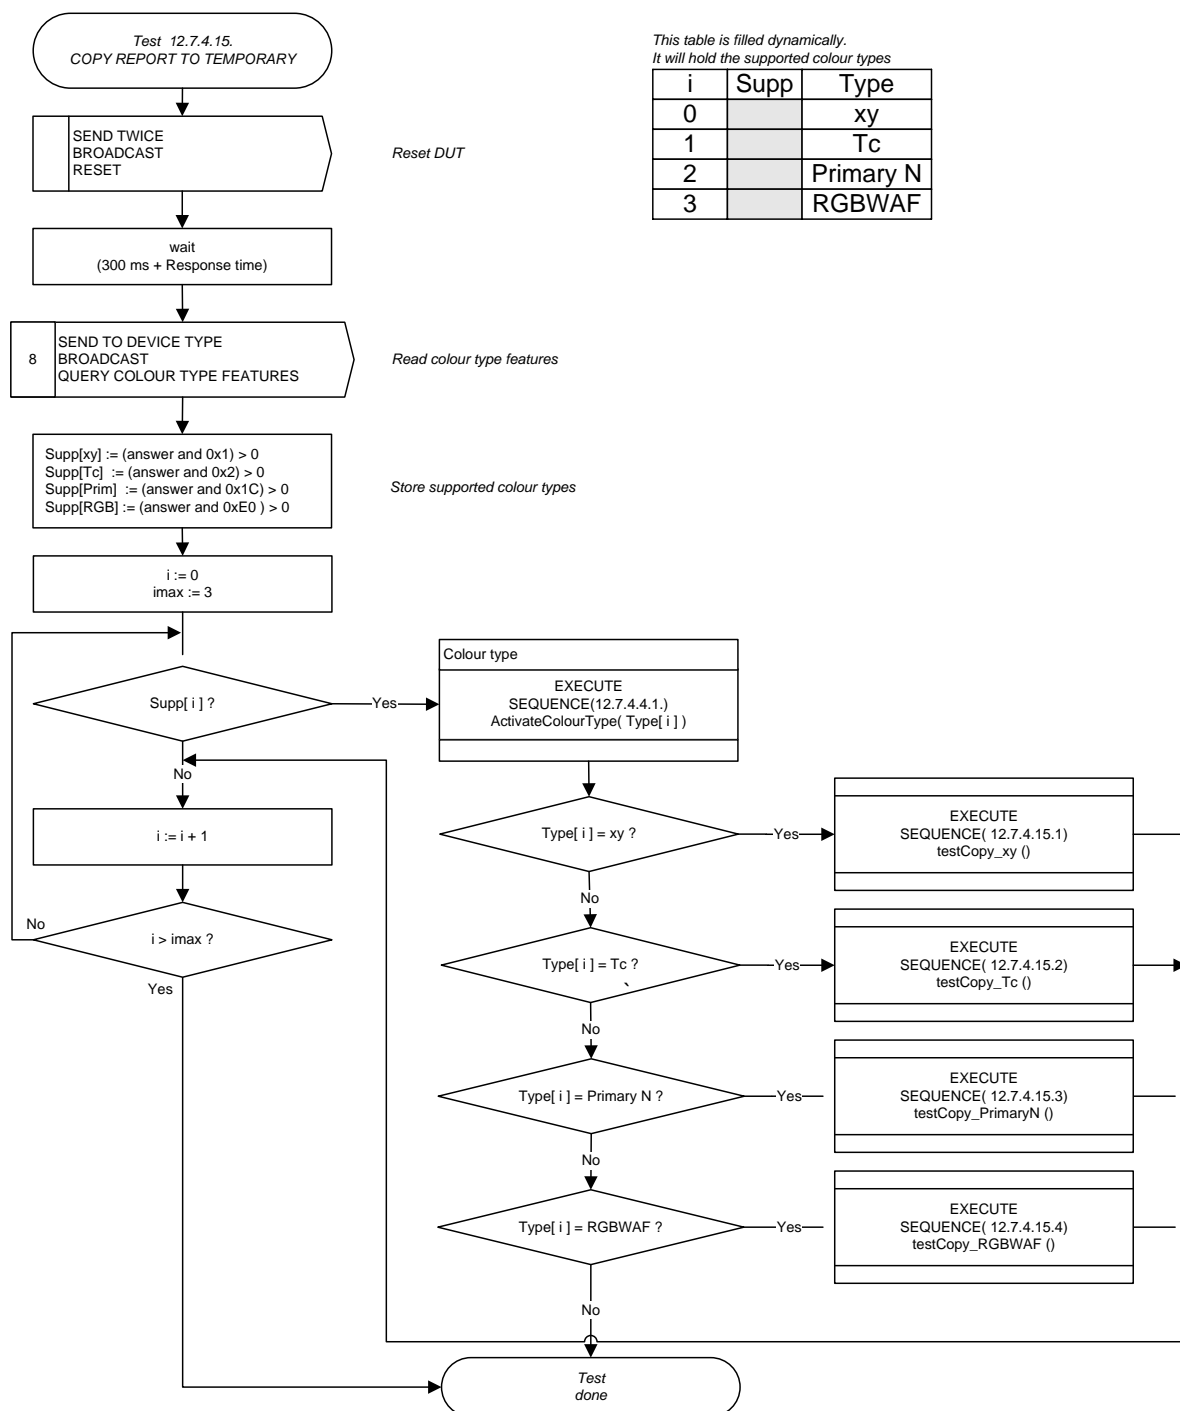 Test 12.7.4.15.
COPY REPORT TO TEMPORARY
This table is filled dynamically.
It will hold the supported colour types
i Supp Type
0 xy
1 Tc
2 Primary N
3 RGBWAF
SEND TWICE
BROADCAST
RESET
Reset DUT
wait
(300 ms + Response time)
8
SEND TO DEVICE TYPE
BROADCAST
QUERY COLOUR TYPE FEATURES
Read colour type features
Supp[xy] := (answer and 0x1) > 0
Supp[Tc] := (answer and 0x2) > 0
Supp[Prim] := (answer and 0x1C) > 0
Supp[RGB] := (answer and 0xE0 ) > 0
Store supported colour types
i := 0
imax := 3
Supp[ i ] ?
Yes
Colour type
EXECUTE
SEQUENCE(12.7.4.4.1.)
ActivateColourType( Type[ i ] )
No
i := i + 1
i > imax ?
No
Yes
Type[ i ] = xy ?
Yes
EXECUTE
SEQUENCE( 12.7.4.15.1)
testCopy_xy ()
No
Type[ i ] = Tc ?
`
Yes
EXECUTE
SEQUENCE( 12.7.4.15.2)
testCopy_Tc ()
No
Type[ i ] = Primary N ?
Yes
EXECUTE
SEQUENCE( 12.7.4.15.3)
testCopy_PrimaryN ()
No
Type[ i ] = RGBWAF ?
Yes
EXECUTE
SEQUENCE( 12.7.4.15.4)
testCopy_RGBWAF ()
No
Test
done